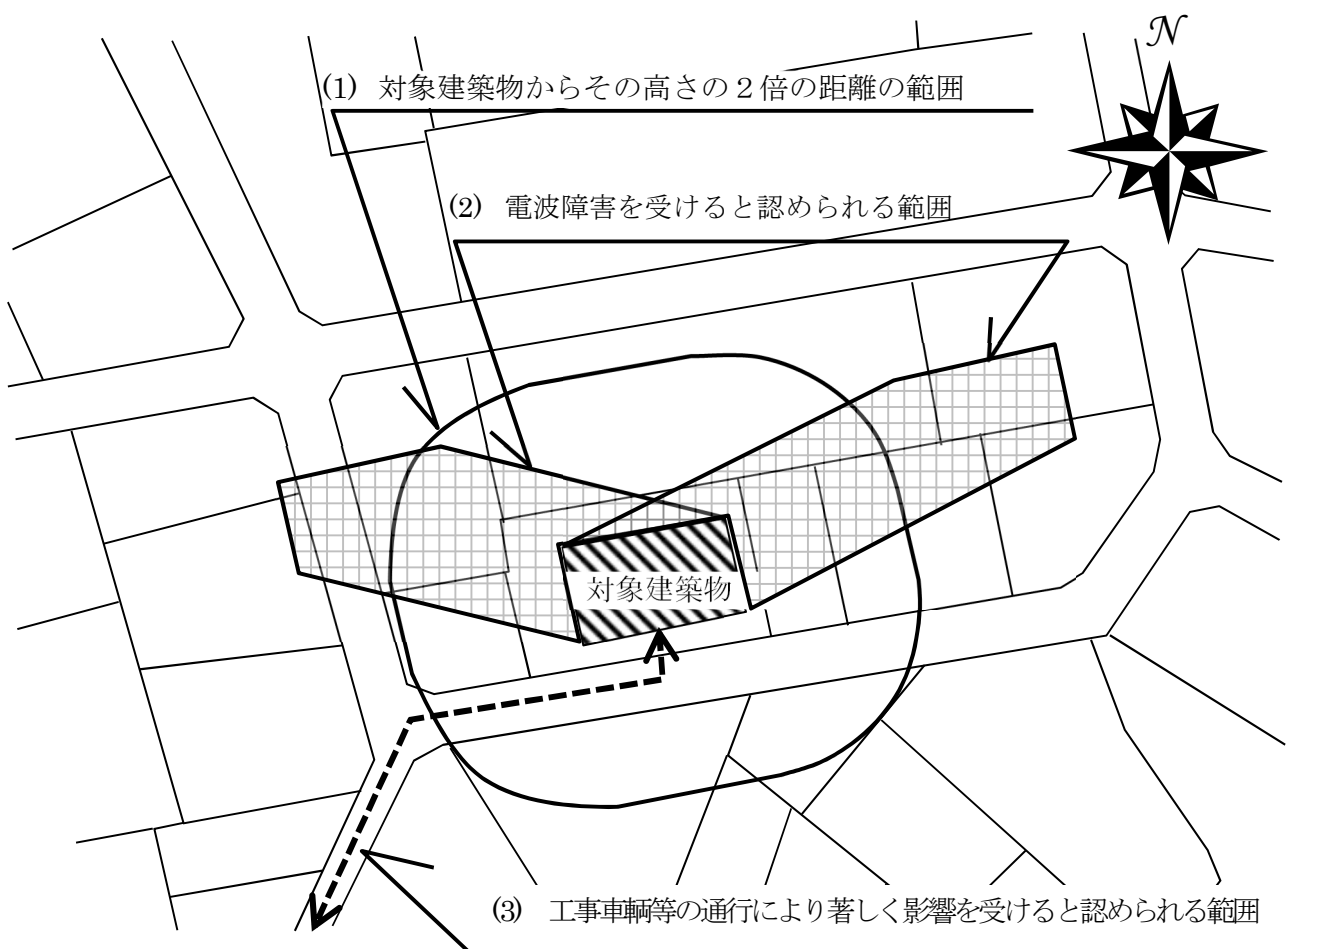 N
(1) 対象建築物からその高さの２倍の距離の範囲
(2) 電波障害を受けると認められる範囲
対象建築物
(3) 工事車輌等の通行により著しく影響を受けると認められる範囲